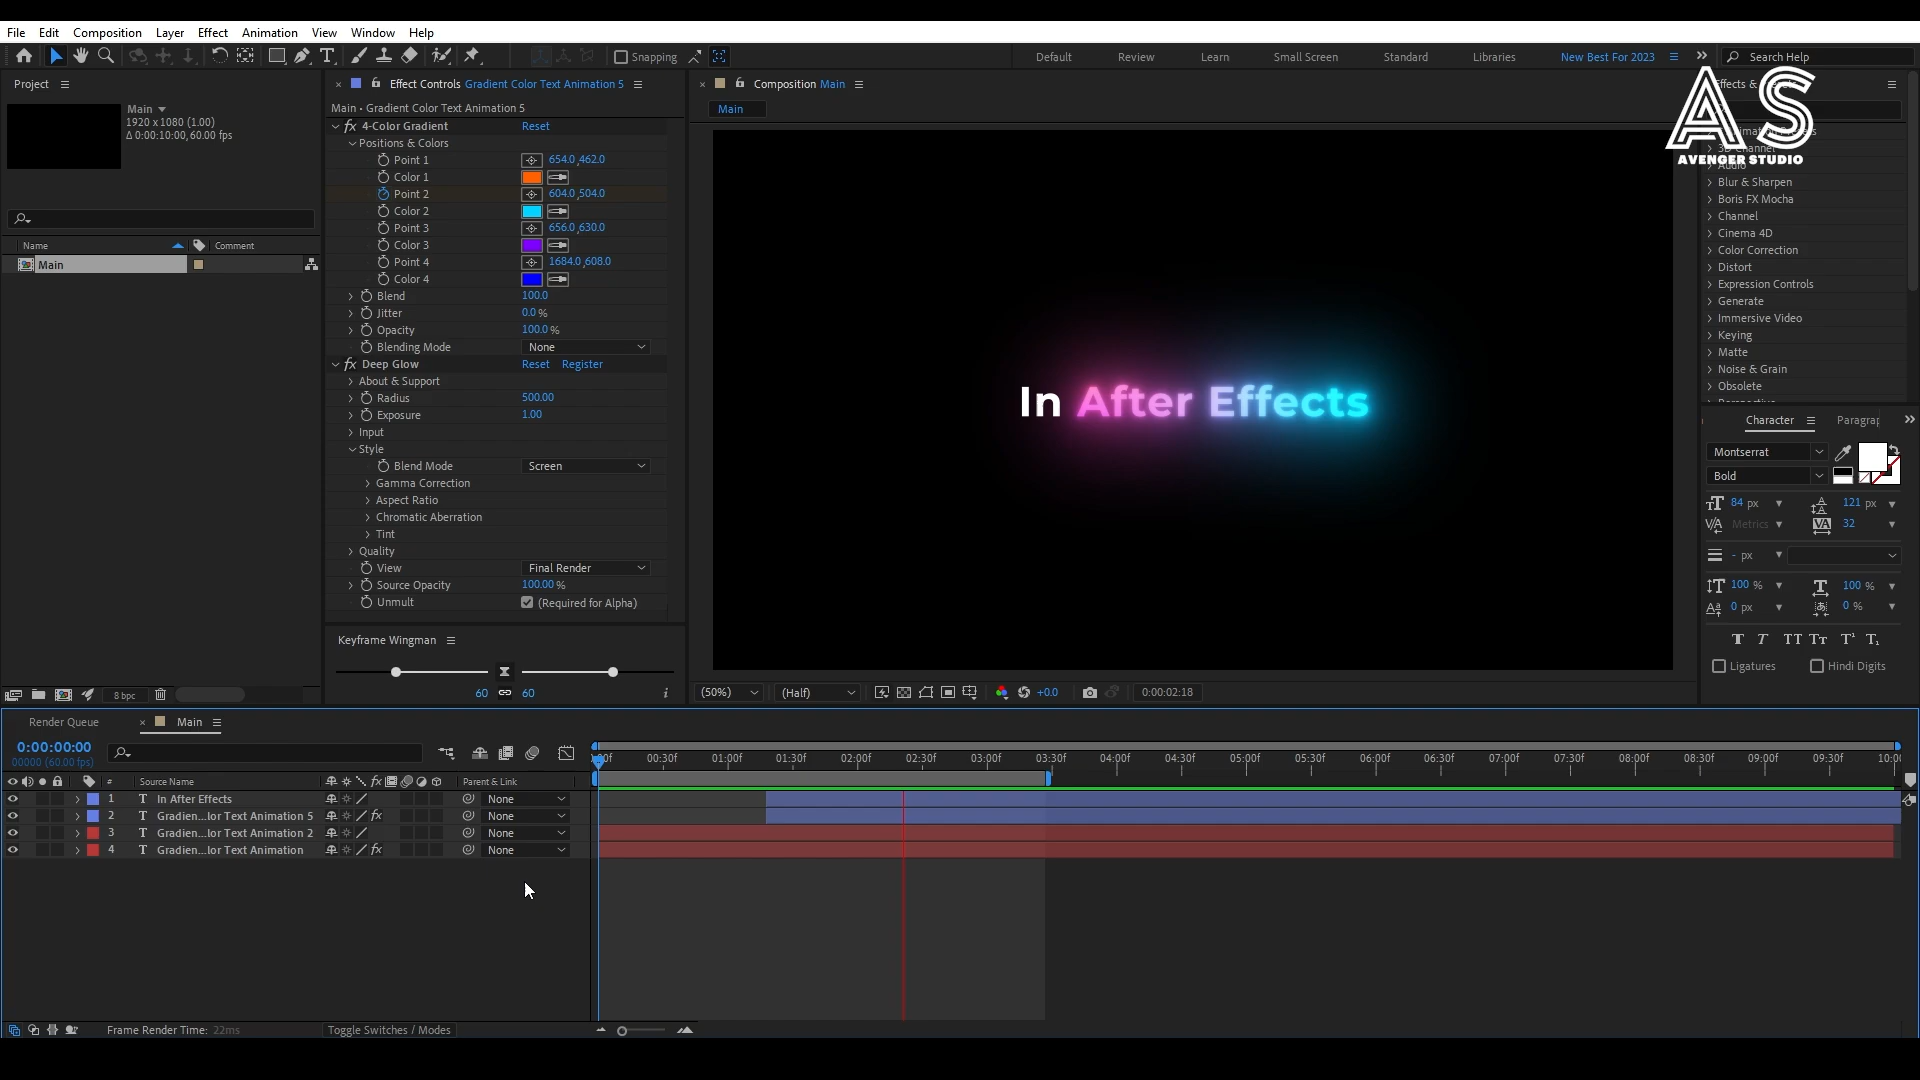 File Edit Composition Layer Effect Animation View Window Help
Snapping Default Review Learn Small Screen Standard Libraries New Best For 2023 Search Help
Project
Main
1920 x 1080 (1.00)
Δ 0:00:10:00, 60.00 fps
Name Comment
Main
8 bpc
Effect Controls Gradient Color Text Animation 5
Main • Gradient Color Text Animation 5
fx 4-Color Gradient Reset
Positions & Colors
Point 1 654.0,462.0
Color 1
Point 2 604.0,504.0
Color 2
Point 3 656.0,630.0
Color 3
Point 4 1684.0,608.0
Color 4
Blend 100.0
Jitter 0.0 %
Opacity 100.0 %
Blending Mode None
fx Deep Glow Reset Register
About & Support
Radius 500.00
Exposure 1.00
Input
Style
Blend Mode Screen
Gamma Correction
Aspect Ratio
Chromatic Aberration
Tint
Quality
View Final Render
Source Opacity 100.00 %
Unmult (Required for Alpha)
Keyframe Wingman
60 60 i
Composition Main
Main
In After Effects
(50%) (Half) +0.0 0:00:02:18
AS
AVENGER STUDIO
3D Channel
Audio
Blur & Sharpen
Boris FX Mocha
Channel
Cinema 4D
Color Correction
Distort
Expression Controls
Generate
Immersive Video
Keying
Matte
Noise & Grain
Obsolete
Character
Montserrat
Bold
84 px 121 px
Metrics 32
- px
100 % 100 %
0 px 0 %
T T TT Tt T¹ T₁
Ligatures Hindi Digits
Render Queue Main
0:00:00:00
00000 (60.00 fps)
00:30f 01:00f 01:30f 02:00f 02:30f 03:00f 03:30f 04:00f 04:30f 05:00f 05:30f 06:00f 06:30f 07:00f 07:30f 08:00f 08:30f 09:00f 09:30f
# Source Name fx Parent & Link
1 T In After Effects None
2 T Gradien...lor Text Animation 5 fx None
3 T Gradien...lor Text Animation 2 None
4 T Gradien...lor Text Animation fx None
Frame Render Time: 22ms Toggle Switches / Modes